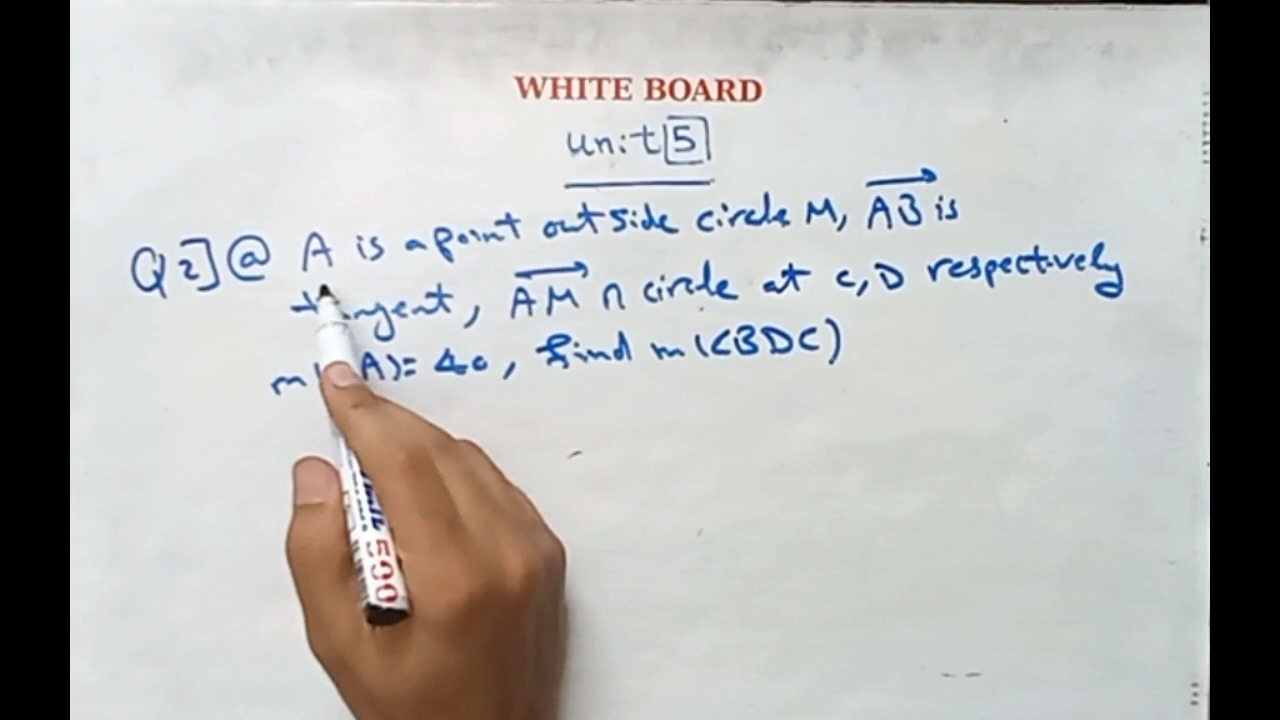 WHITE BOARD
unit 5
Q2] @ A is a point outside circle M, AB is
tangent, AM ∩ circle at C, D respectively
m( A)= 40, find m(<BDC)
500